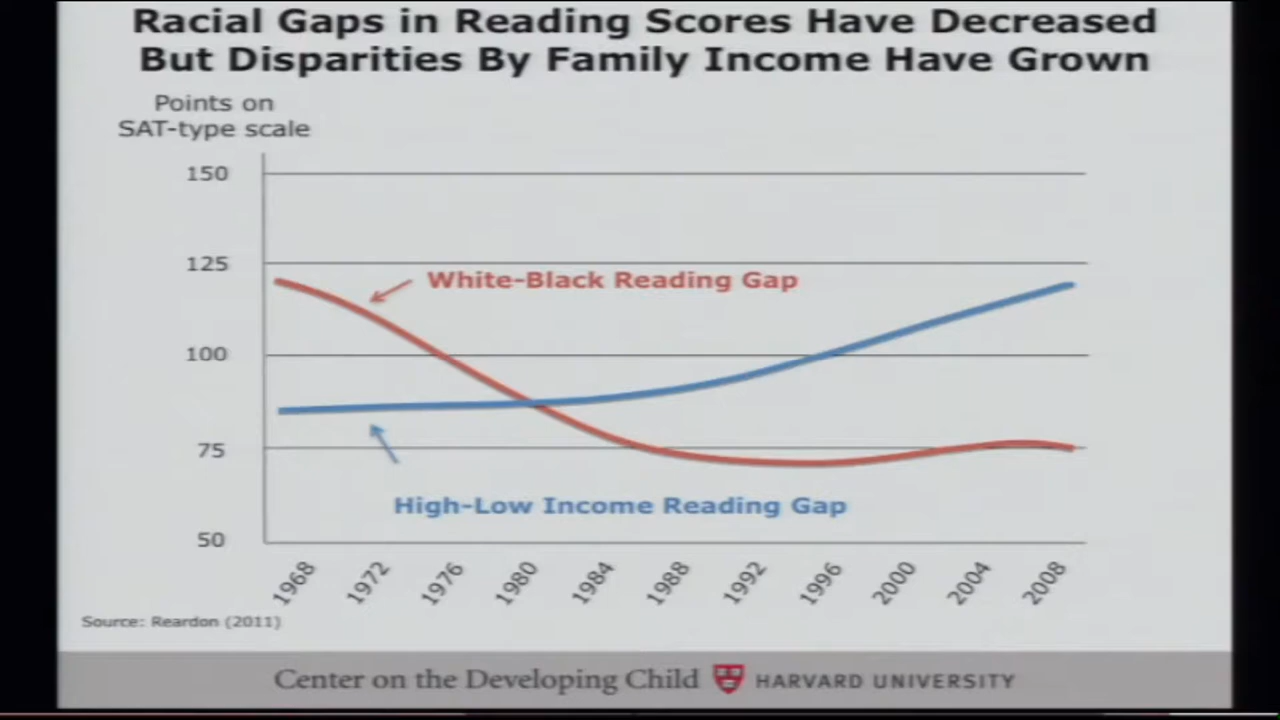 Racial Gaps in Reading Scores Have Decreased
But Disparities By Family Income Have Grown
Points on
SAT-type scale
150
125
100
75
50
White-Black Reading Gap
High-Low Income Reading Gap
1968
1972
1976
1980
1984
1988
1992
1996
2000
2004
2008
Source: Reardon (2011)
Center on the Developing Child HARVARD UNIVERSITY